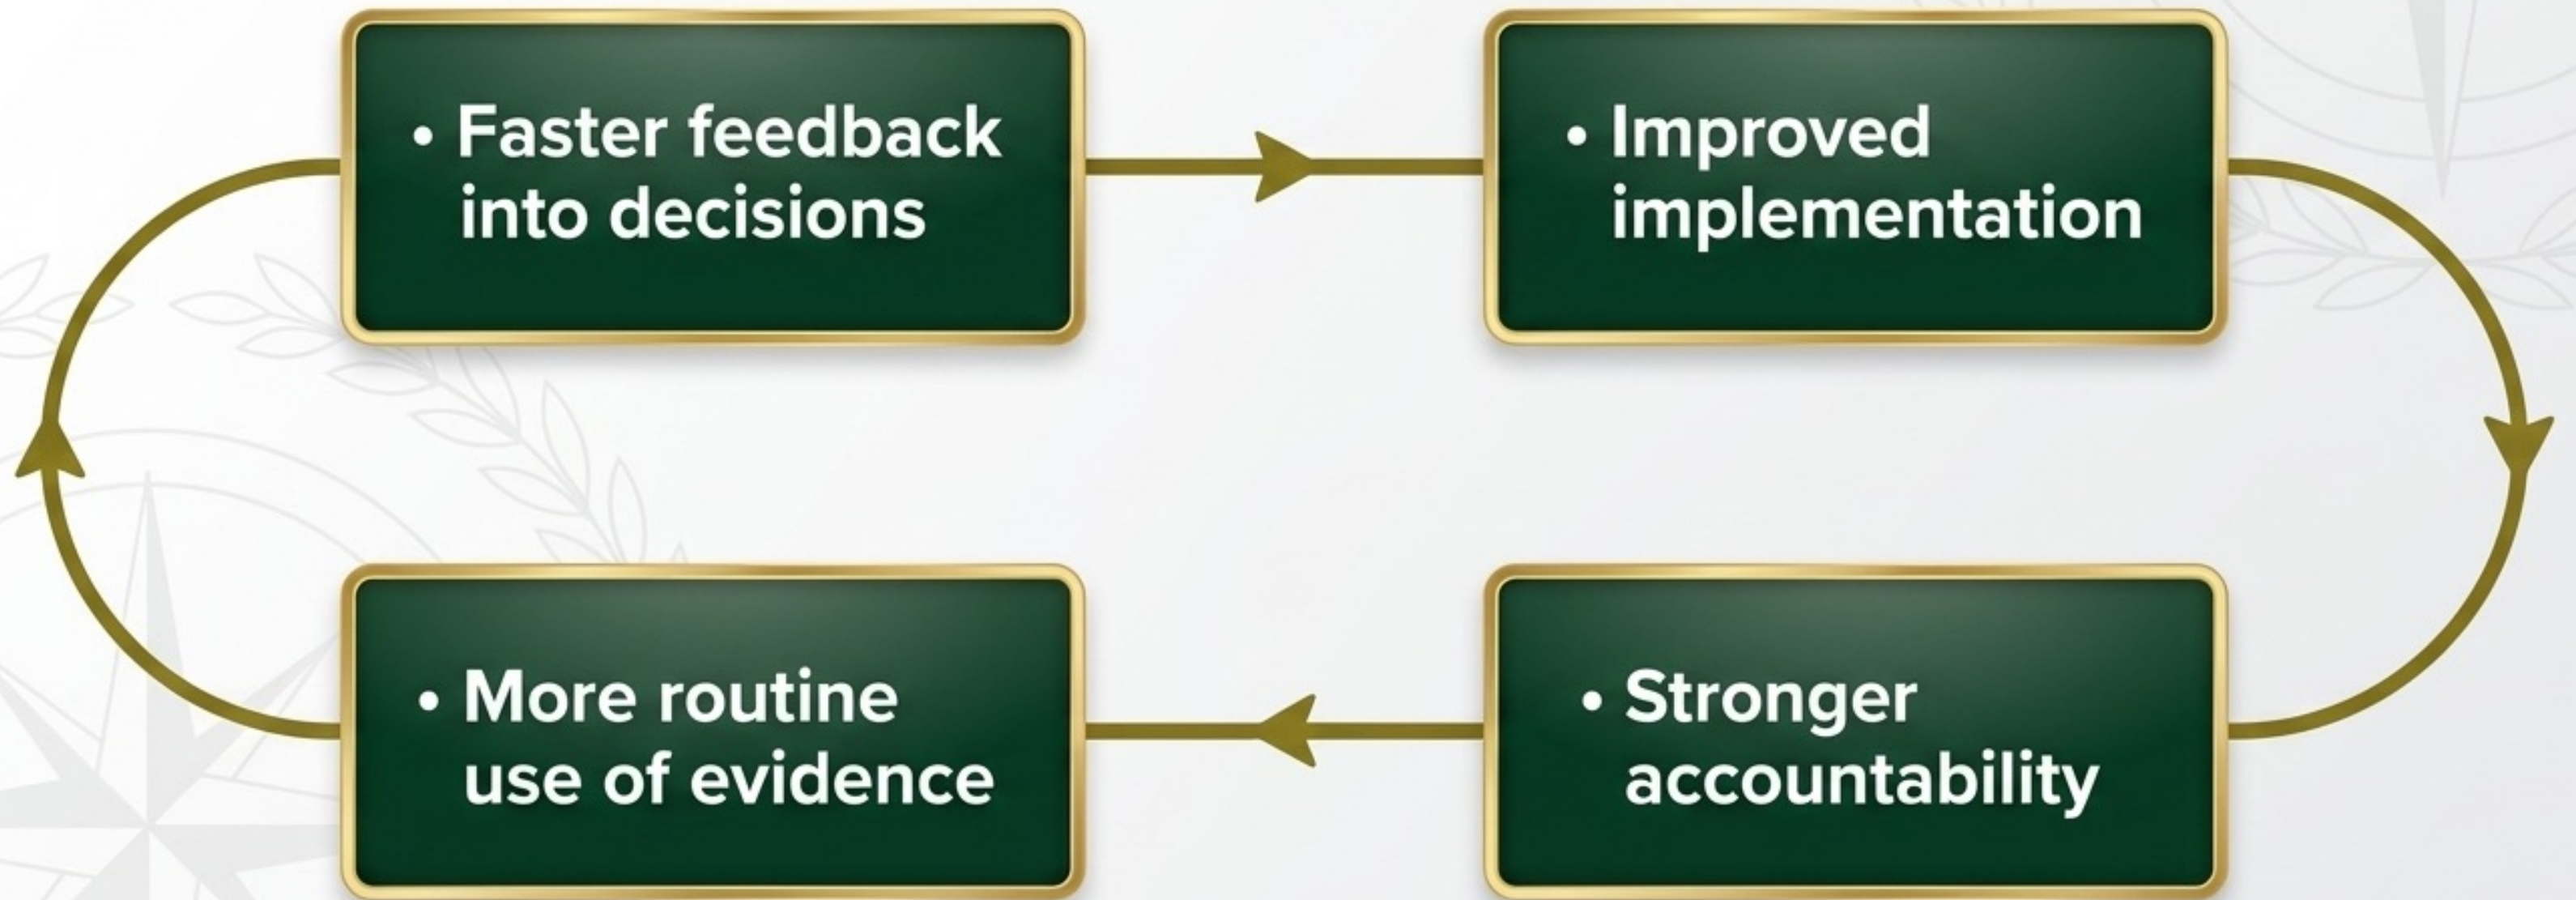 • Faster feedback
into decisions
• Improved
implementation
• More routine
use of evidence
• Stronger
accountability